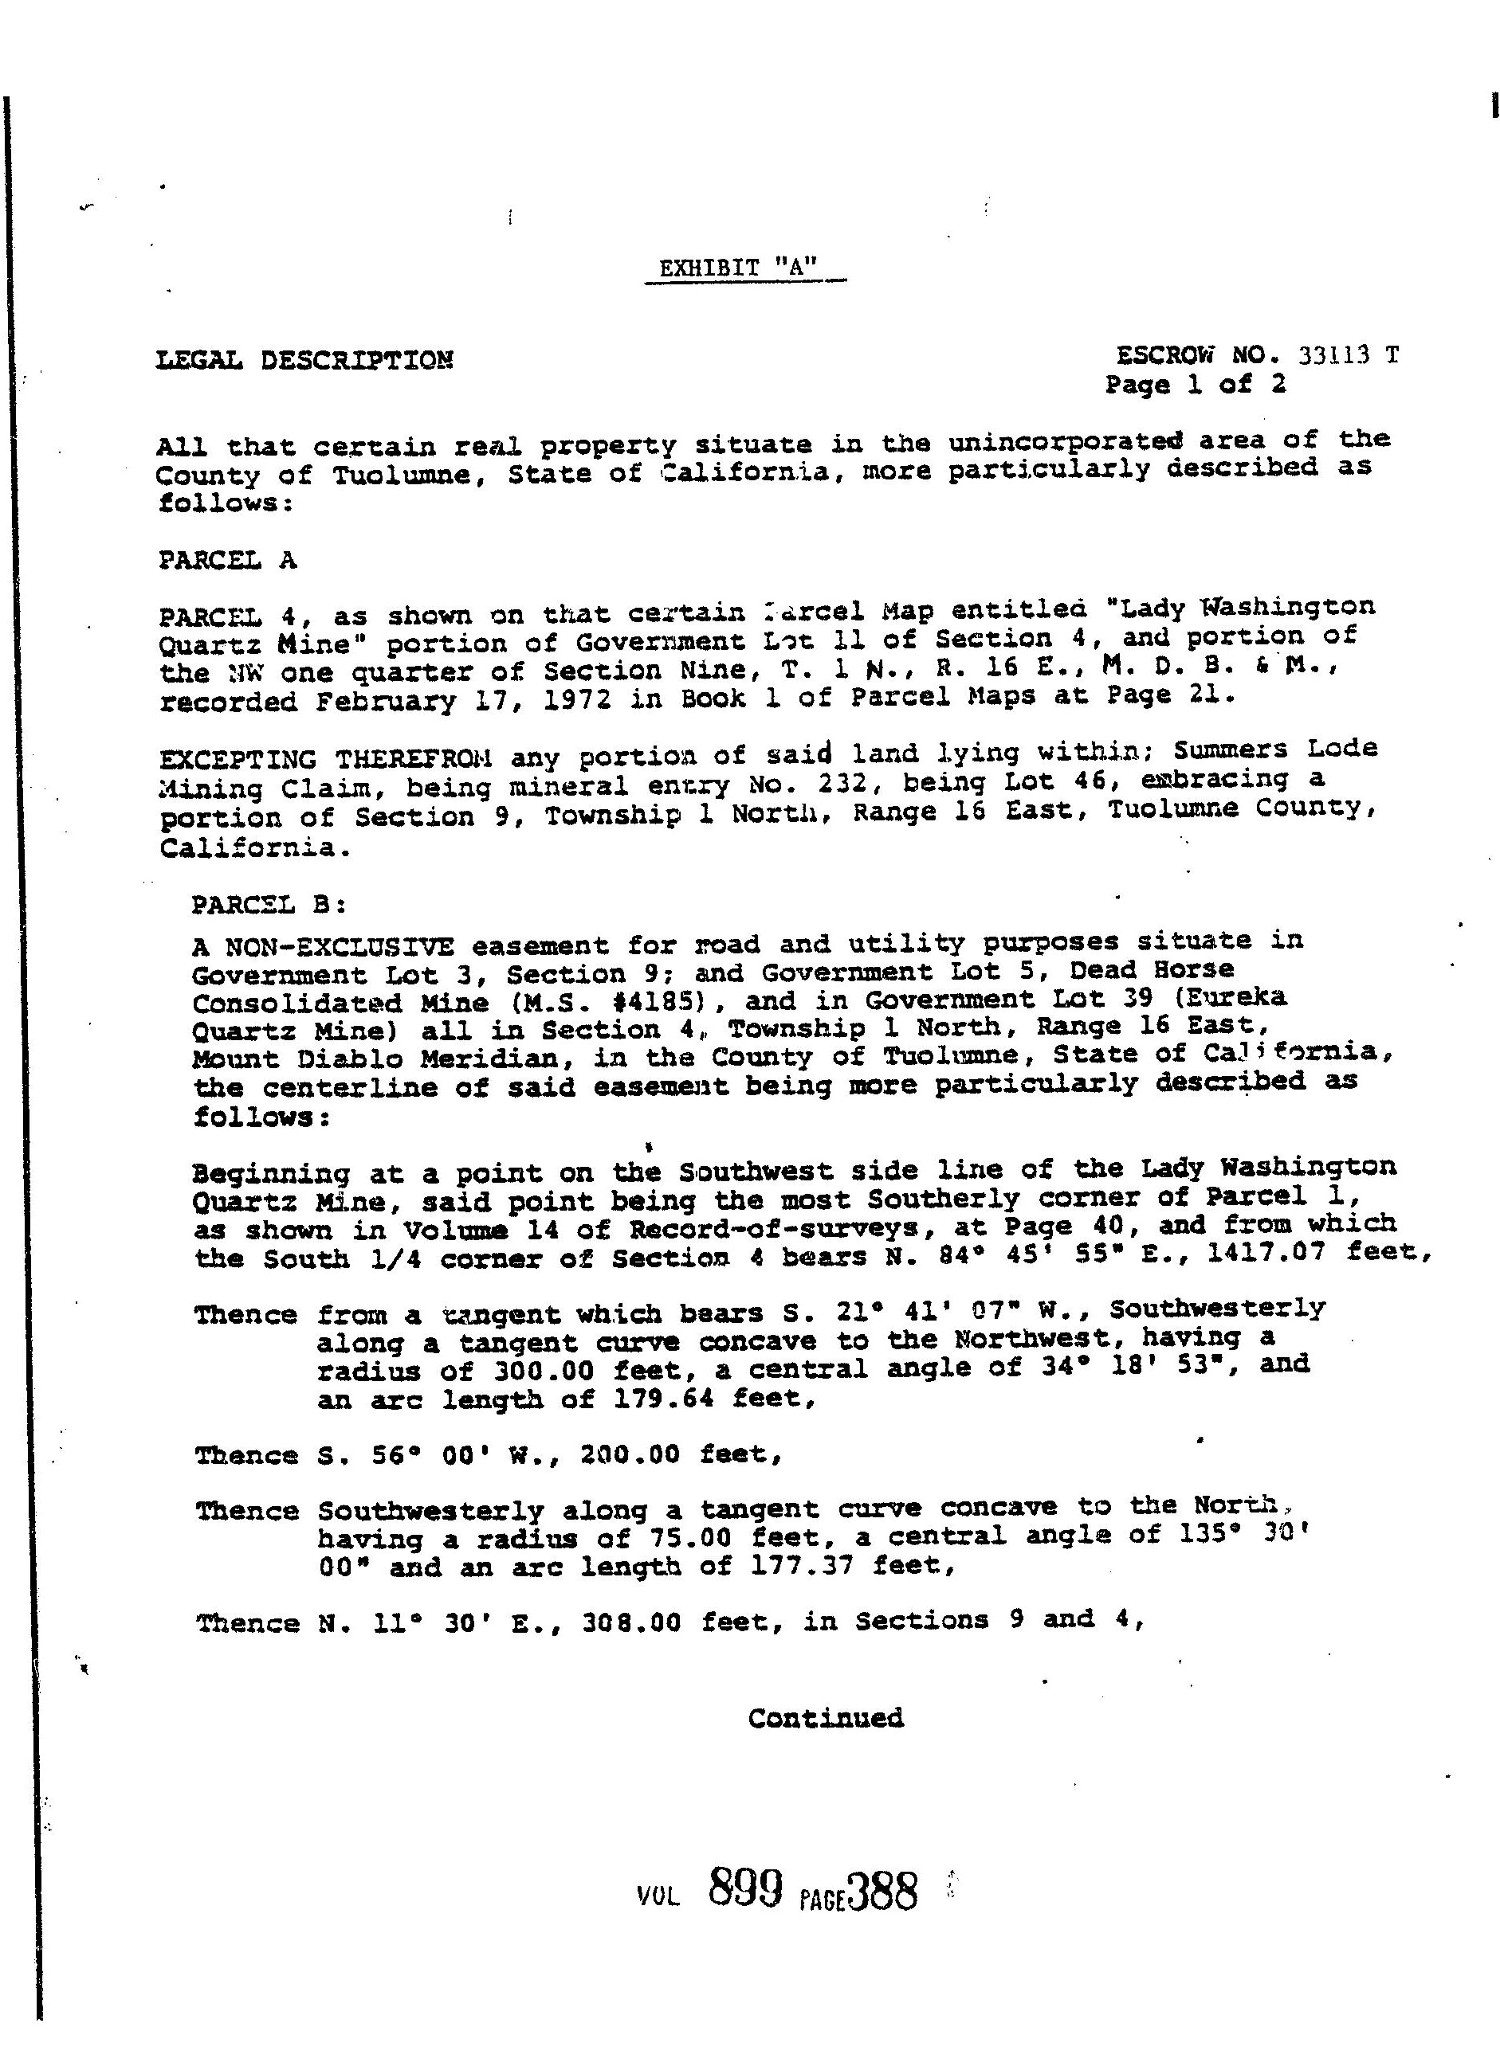 EXHIBIT "A"
LEGAL DESCRIPTION
ESCROW NO. 33113 T
Page 1 of 2
All that certain real property situate in the unincorporated area of the
County of Tuolumne, State of California, more particularly described as
follows:
PARCEL A
PARCEL 4, as shown on that certain Parcel Map entitled "Lady Washington
Quartz Mine" portion of Government Lot 11 of Section 4, and portion of
the NW one quarter of Section Nine, T. 1 N., R. 16 E., M. D. B. & M.,
recorded February 17, 1972 in Book 1 of Parcel Maps at Page 21.
EXCEPTING THEREFROM any portion of said land lying within; Summers Lode
Mining Claim, being mineral entry No. 232, being Lot 46, embracing a
portion of Section 9, Township 1 North, Range 16 East, Tuolumne County,
California.
PARCEL B:
A NON-EXCLUSIVE easement for road and utility purposes situate in
Government Lot 3, Section 9; and Government Lot 5, Dead Horse
Consolidated Mine (M.S. #4185), and in Government Lot 39 (Eureka
Quartz Mine) all in Section 4, Township 1 North, Range 16 East,
Mount Diablo Meridian, in the County of Tuolumne, State of California,
the centerline of said easement being more particularly described as
follows:
Beginning at a point on the Southwest side line of the Lady Washington
Quartz Mine, said point being the most Southerly corner of Parcel 1,
as shown in Volume 14 of Record-of-surveys, at Page 40, and from which
the South 1/4 corner of Section 4 bears N. 84° 45' 55" E., 1417.07 feet,
Thence from a tangent which bears S. 21° 41' 07" W., Southwesterly
along a tangent curve concave to the Northwest, having a
radius of 300.00 feet, a central angle of 34° 18' 53", and
an arc length of 179.64 feet,
Thence S. 56° 00' W., 200.00 feet,
Thence Southwesterly along a tangent curve concave to the North,
having a radius of 75.00 feet, a central angle of 135° 30'
00" and an arc length of 177.37 feet,
Thence N. 11° 30' E., 308.00 feet, in Sections 9 and 4,
Continued
VOL 899 PAGE 388